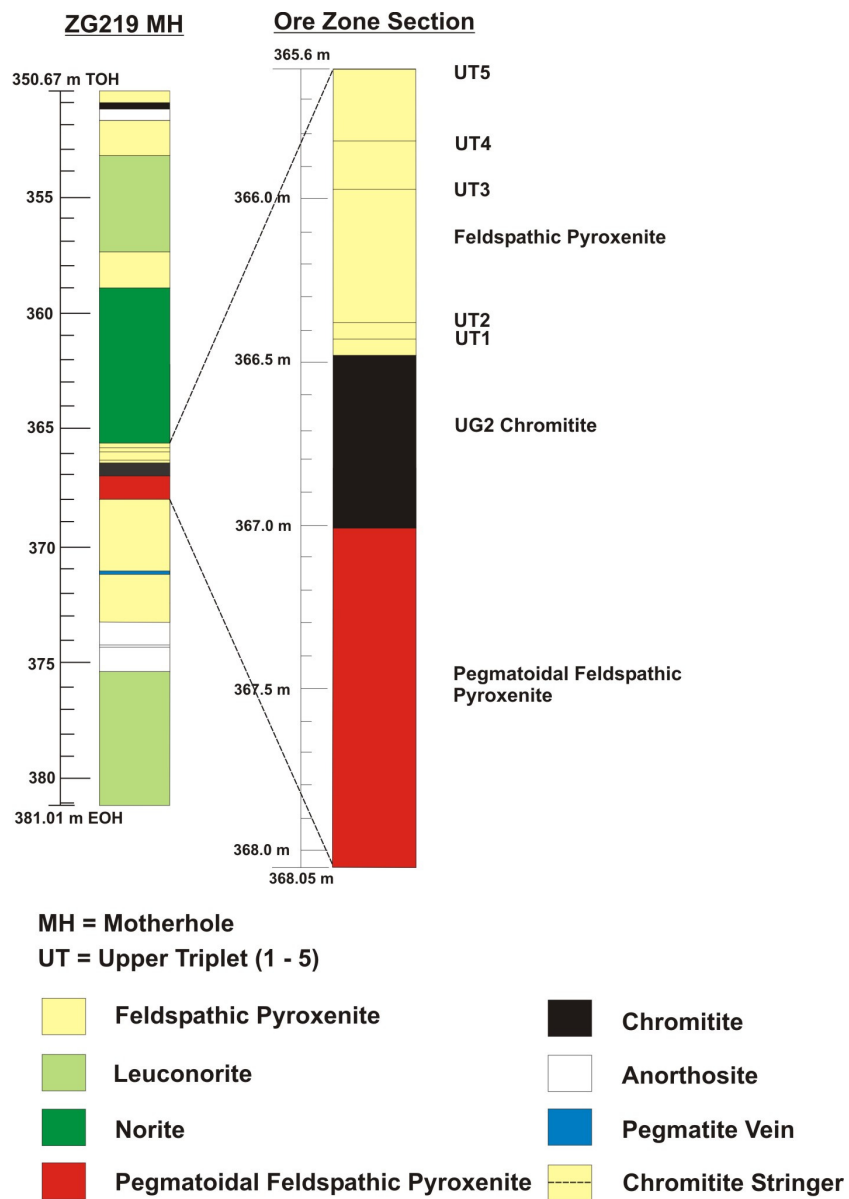 ZG219 MH
Ore Zone Section
350.67 m TOH
355
360
365
370
375
380
381.01 m EOH
365.6 m
366.0 m
366.5 m
367.0 m
367.5 m
368.0 m
368.05 m
UT5
UT4
UT3
Feldspathic Pyroxenite
UT2
UT1
UG2 Chromitite
Pegmatoidal Feldspathic
Pyroxenite
MH = Motherhole
UT = Upper Triplet (1 - 5)
Feldspathic Pyroxenite
Leuconorite
Norite
Pegmatoidal Feldspathic Pyroxenite
Chromitite
Anorthosite
Pegmatite Vein
Chromitite Stringer